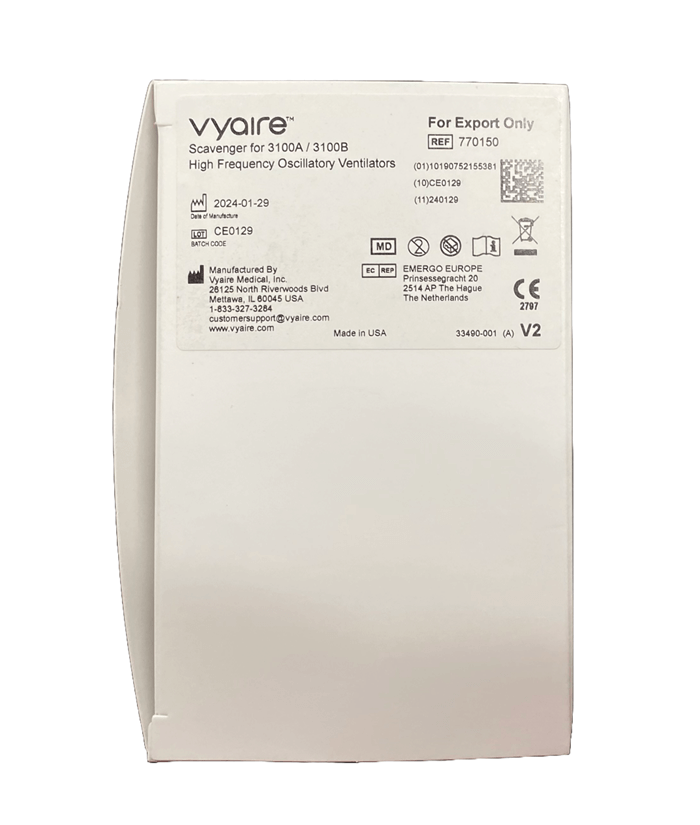 vyaire™
Scavenger for 3100A / 3100B
High Frequency Oscillatory Ventilators
For Export Only
REF 770150
(01)10190752155381
(10)CE0129
(11)240129
2024-01-29
Date of Manufacture
LOT CE0129
BATCH CODE
MD
Manufactured By
Vyaire Medical, Inc.
26125 North Riverwoods Blvd
Mettawa, IL 60045 USA
1-833-327-3284
customersupport@vyaire.com
www.vyaire.com
EC REP EMERGO EUROPE
Prinsessegracht 20
2514 AP The Hague
The Netherlands
CE
2797
Made in USA
33490-001 (A) V2